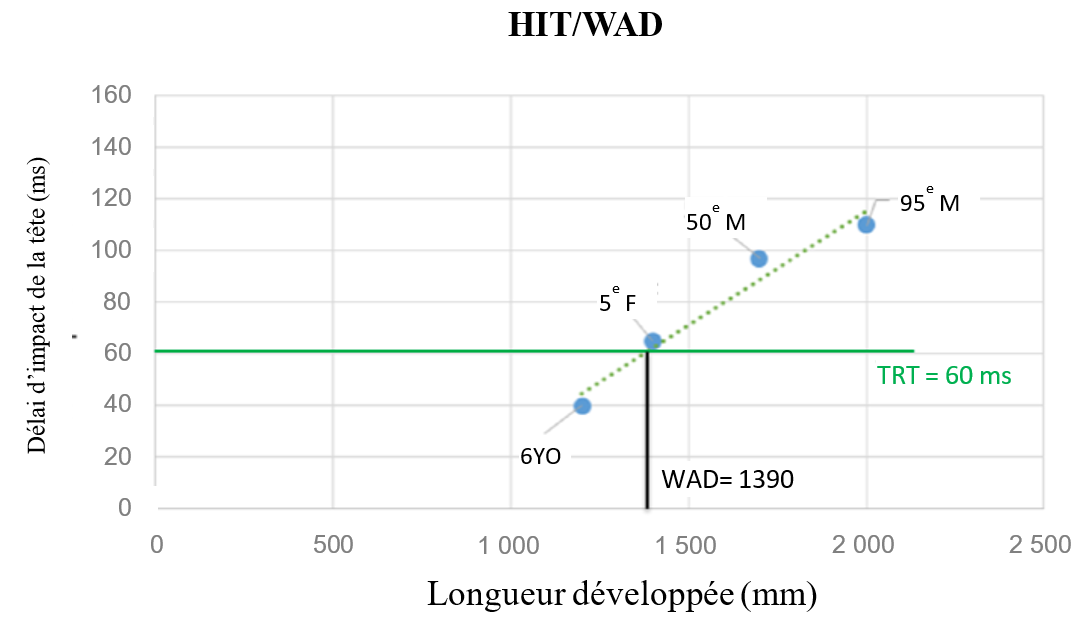 HIT/WAD
Délai d'impact de la tête (ms)
160
140
120
100
80
60
40
20
0
95e M
50e M
5e F
TRT = 60 ms
6YO
WAD= 1390
0
500
1 000
1 500
2 000
2 500
Longueur développée (mm)